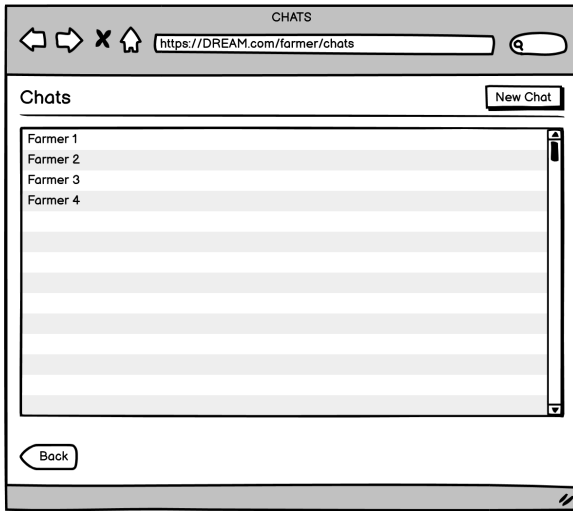 CHATS
https://DREAM.com/farmer/chats
Chats
New Chat
Farmer 1
Farmer 2
Farmer 3
Farmer 4
Back